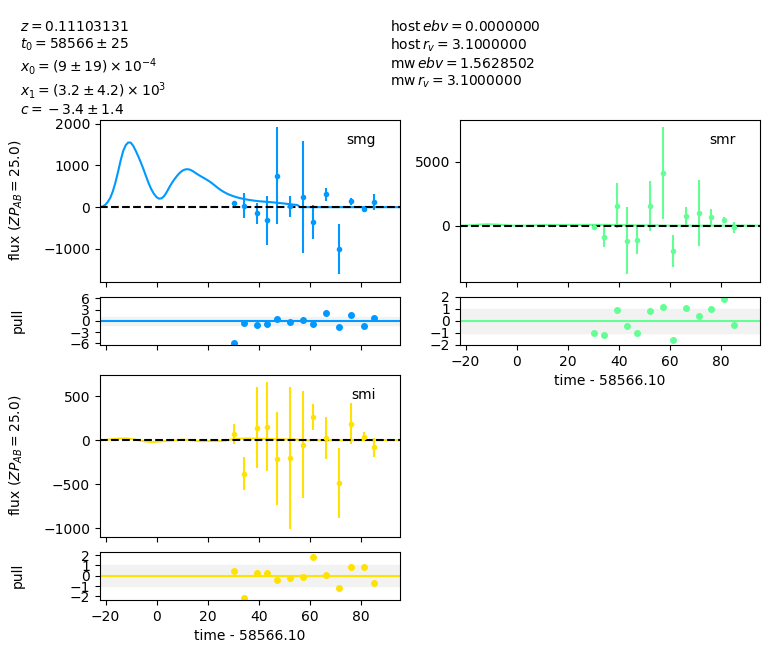 z = 0.11103131
t0 = 58566 ± 25
x0 = (9 ± 19) × 10^−4
x1 = (3.2 ± 4.2) × 10^3
c = −3.4 ± 1.4
host ebv = 0.0000000
host rv = 3.1000000
mw ebv = 1.5628502
mw rv = 3.1000000
flux (ZP_AB = 25.0)
2000
1000
0
−1000
smg
5000
0
smr
pull
6
3
0
−3
−6
2
1
0
−1
−2
−20 0 20 40 60 80
time - 58566.10
flux (ZP_AB = 25.0)
500
0
−500
−1000
smi
pull
2
1
0
−1
−2
−20 0 20 40 60 80
time - 58566.10